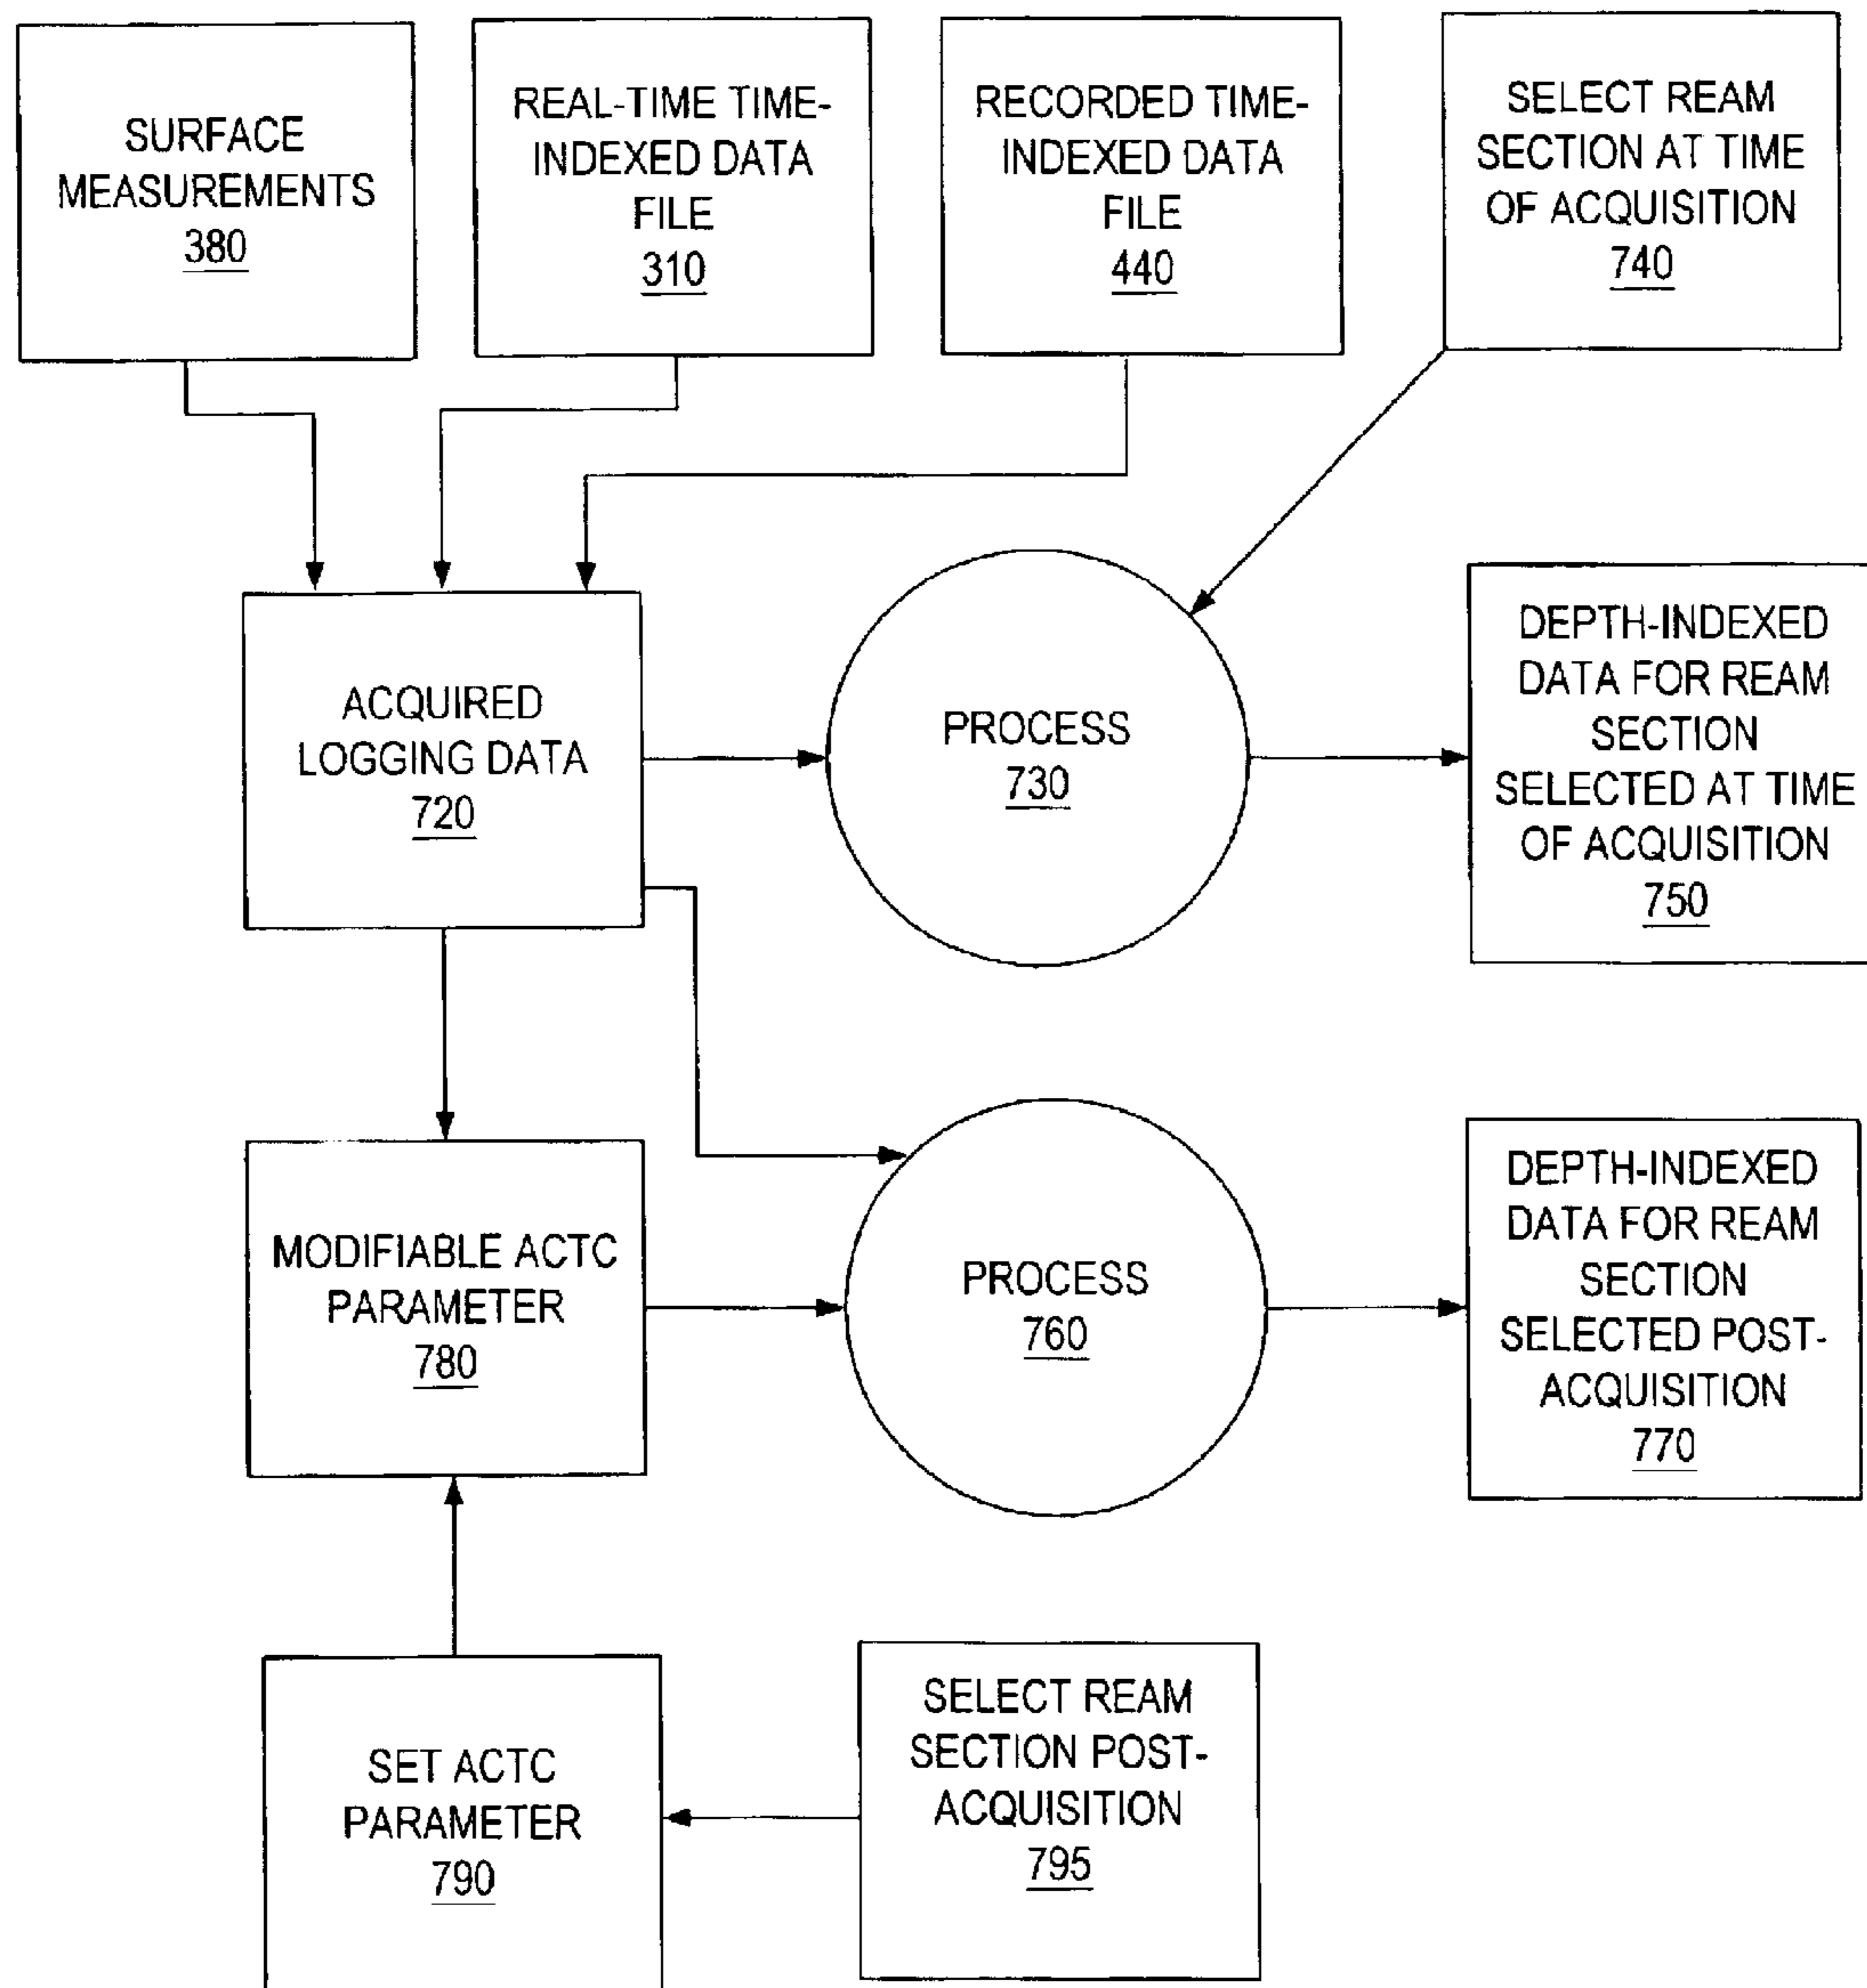 SURFACE
MEASUREMENTS
380
REAL-TIME TIME-
INDEXED DATA
FILE
310
RECORDED TIME-
INDEXED DATA
FILE
440
SELECT REAM
SECTION AT TIME
OF ACQUISITION
740
ACQUIRED
LOGGING DATA
720
PROCESS
730
DEPTH-INDEXED
DATA FOR REAM
SECTION
SELECTED AT TIME
OF ACQUISITION
750
MODIFIABLE ACTC
PARAMETER
780
PROCESS
760
DEPTH-INDEXED
DATA FOR REAM
SECTION
SELECTED POST-
ACQUISITION
770
SET ACTC
PARAMETER
790
SELECT REAM
SECTION POST-
ACQUISITION
795